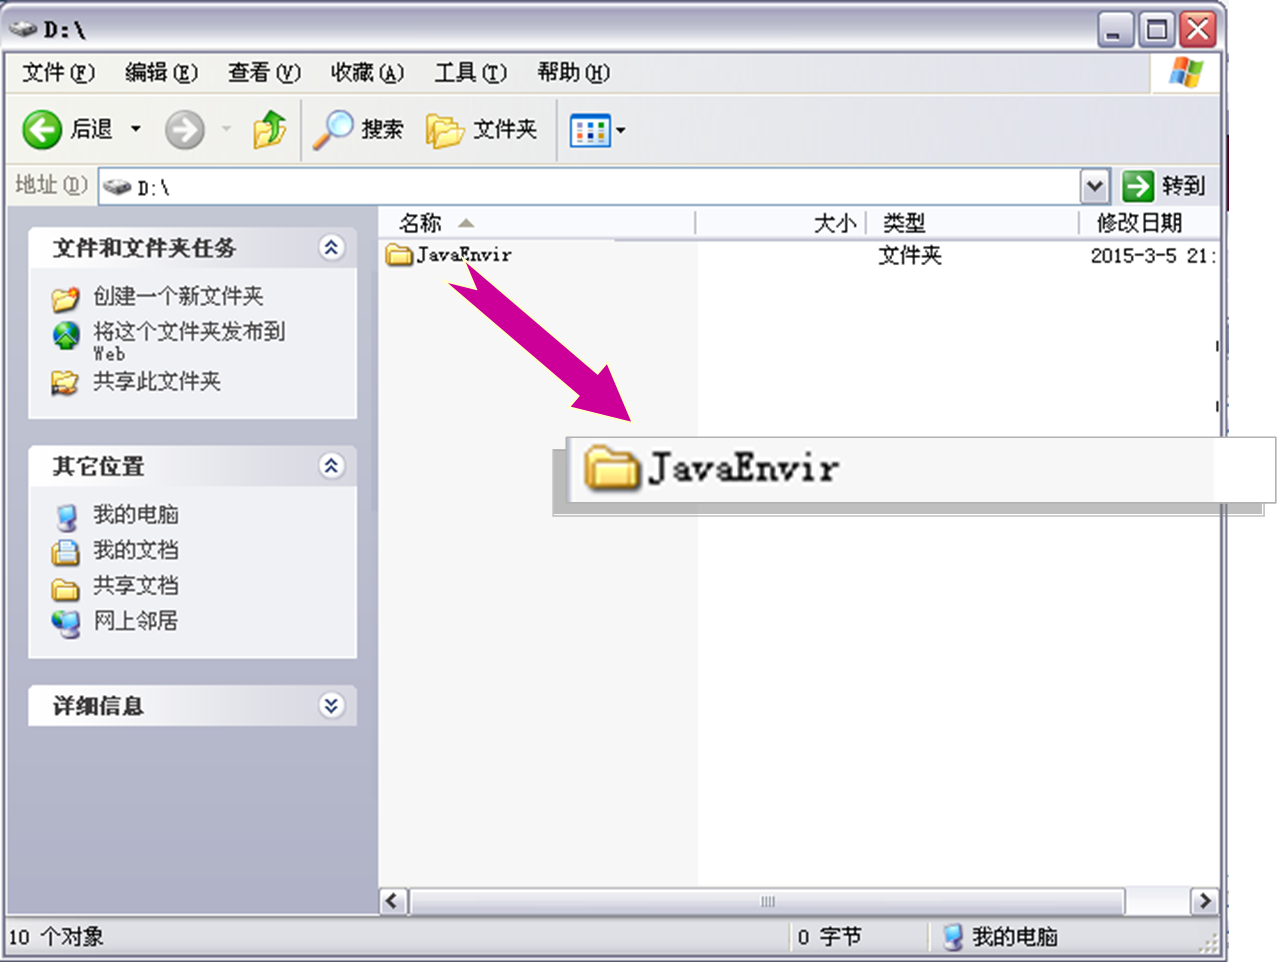 D:\
文件(F) 编辑(E) 查看(V) 收藏(A) 工具(T) 帮助(H)
后退 搜索 文件夹
地址(D) D:\ 转到
名称 大小 类型 修改日期
JavaEnvir 文件夹 2015-3-5 21:
文件和文件夹任务
创建一个新文件夹
将这个文件夹发布到
Web
共享此文件夹
JavaEnvir
其它位置
我的电脑
我的文档
共享文档
网上邻居
详细信息
10 个对象 0 字节 我的电脑